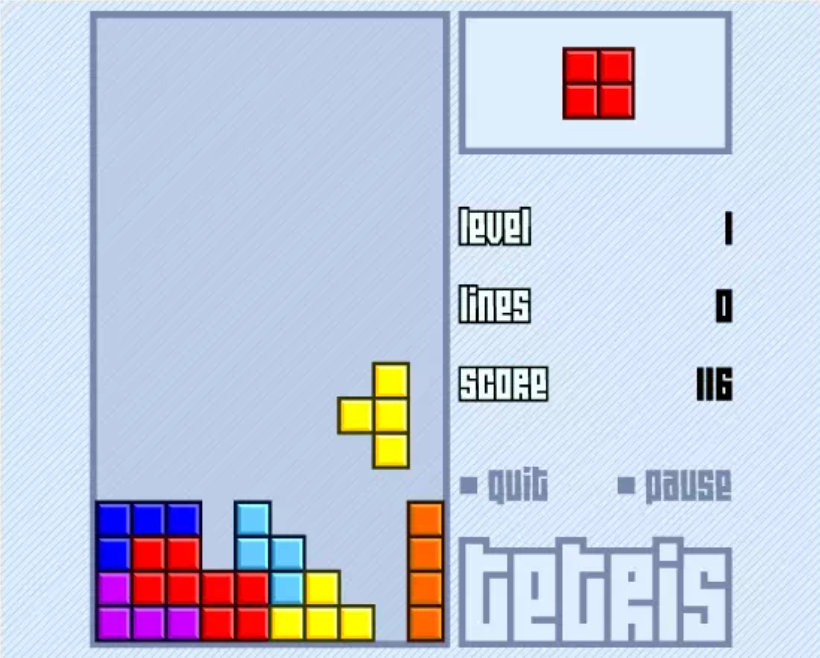 level 1
lines 0
score 116
quit pause
tetris